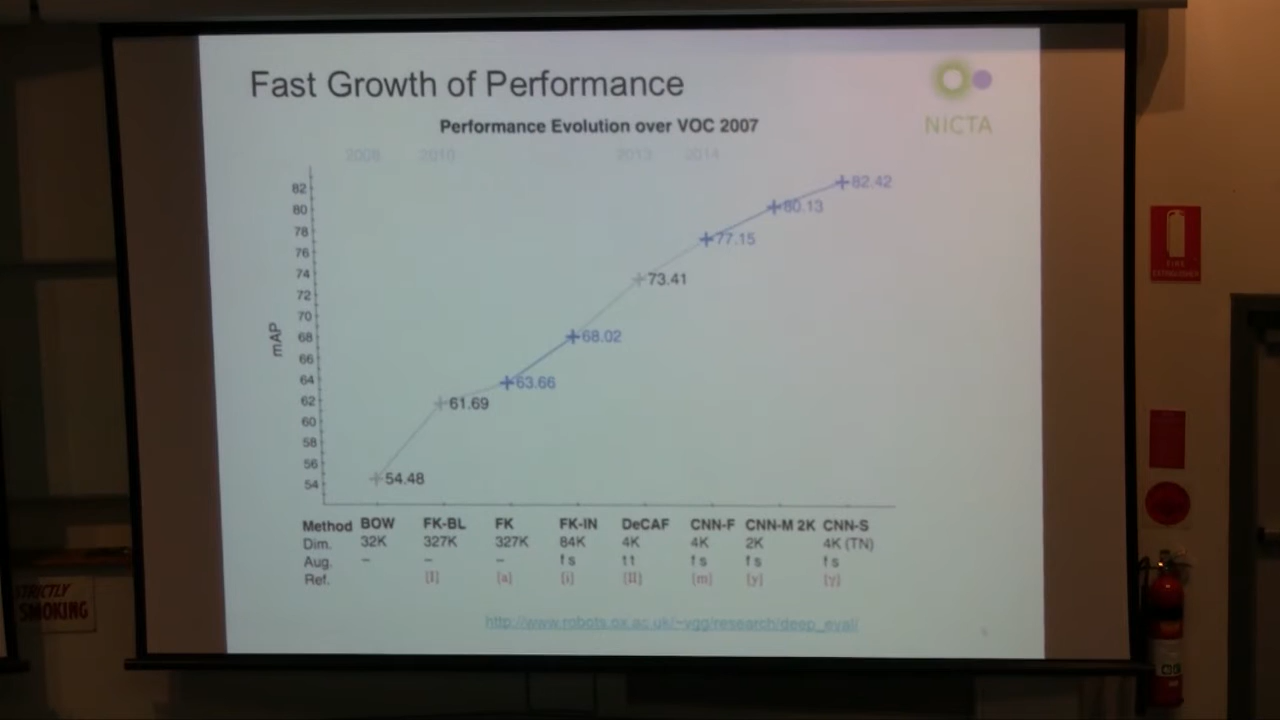 Fast Growth of Performance
NICTA
Performance Evolution over VOC 2007
2008 2010 2013 2014
82
80
78
76
74
72
70
68
66
64
62
60
58
56
54
mAP
82.42
80.13
77.15
73.41
68.02
63.66
61.69
54.48
Method BOW FK-BL FK FK-IN DeCAF CNN-F CNN-M 2K CNN-S
Dim. 32K 327K 327K 84K 4K 4K 2K 4K (TN)
Aug. – – – f s t t f s f s f s
Ref. [I] [a] [i] [II] [m] [y] [γ]
http://www.robots.ox.ac.uk/~vgg/research/deep_eval/
FIRE
EXTINGUISHER
STRICTLY
SMOKING